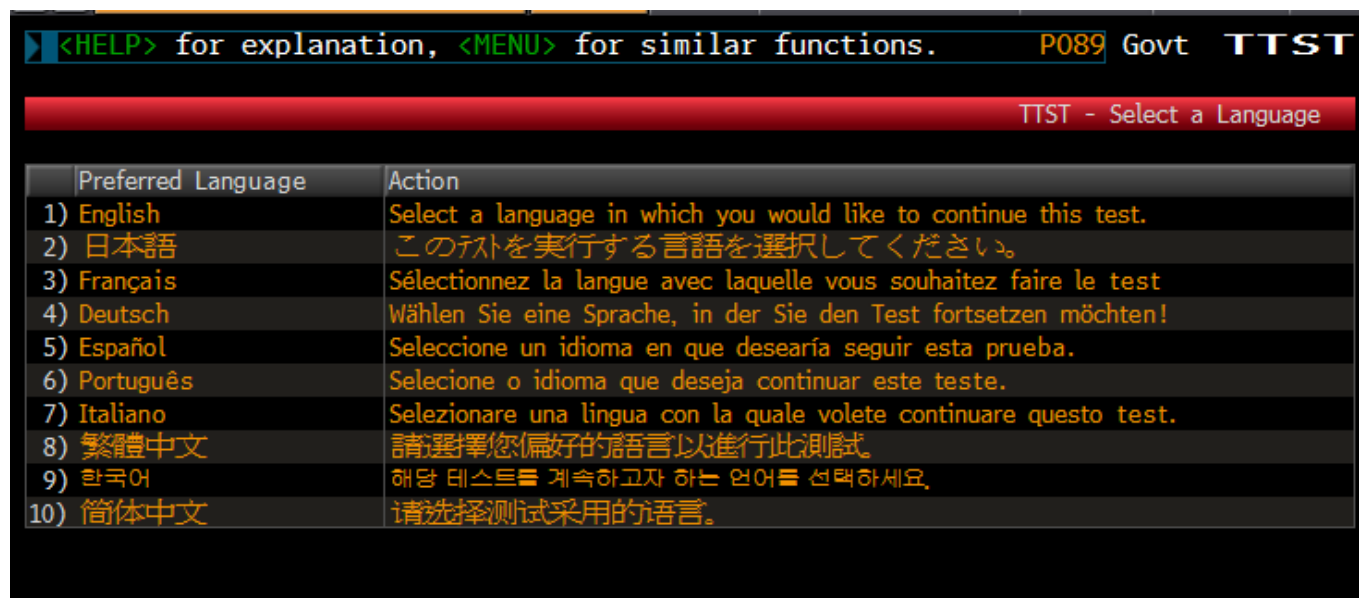 <HELP> for explanation, <MENU> for similar functions. P089 Govt TTST
TTST - Select a Language
Preferred Language Action
1) English Select a language in which you would like to continue this test.
2) 日本語 このﾃｽﾄを実行する言語を選択してください。
3) Français Sélectionnez la langue avec laquelle vous souhaitez faire le test
4) Deutsch Wählen Sie eine Sprache, in der Sie den Test fortsetzen möchten!
5) Español Seleccione un idioma en que desearía seguir esta prueba.
6) Português Selecione o idioma que deseja continuar este teste.
7) Italiano Selezionare una lingua con la quale volete continuare questo test.
8) 繁體中文 請選擇您偏好的語言以進行此測試。
9) 한국어 해당 테스트를 계속하고자 하는 언어를 선택하세요.
10) 简体中文 请选择测试采用的语言。